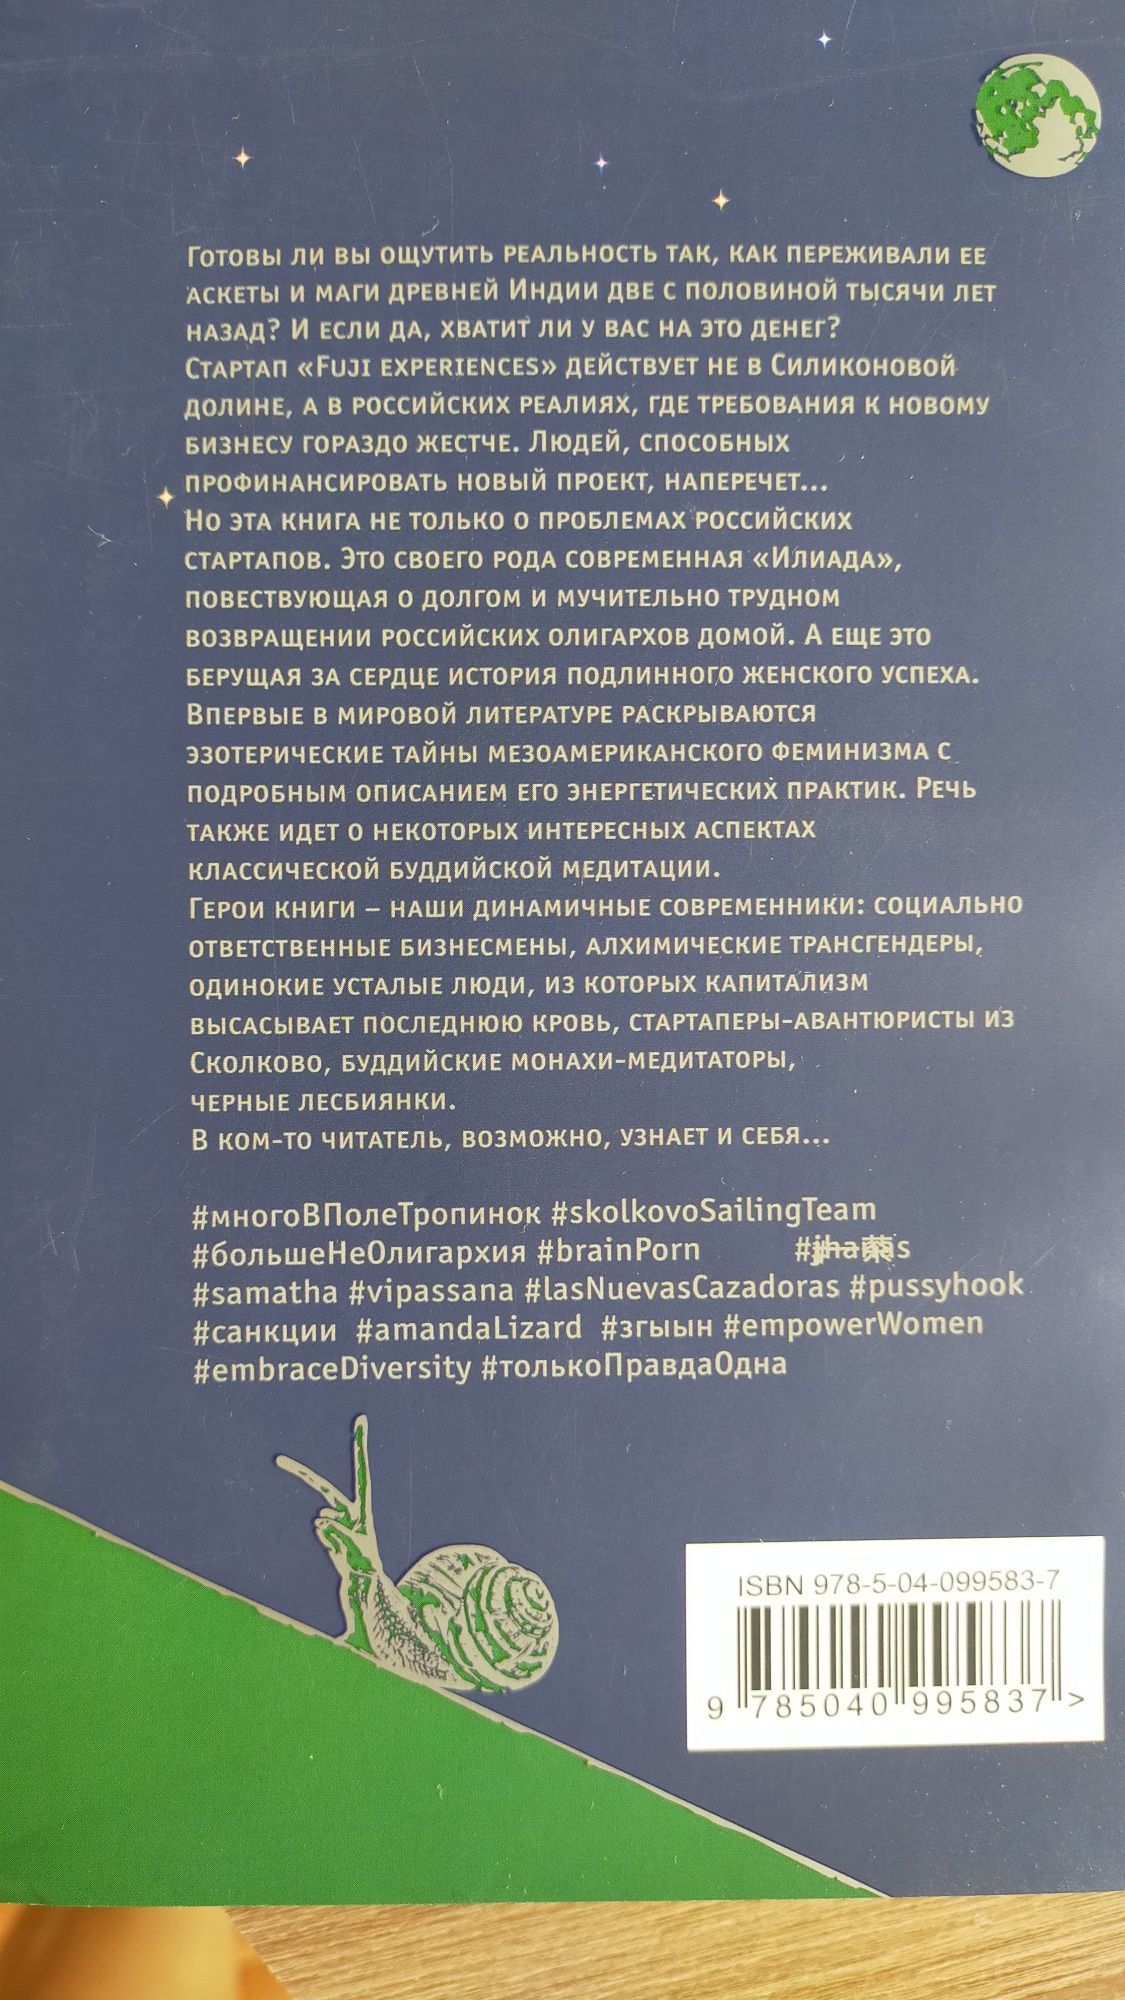 Готовы ли вы ощутить реальность так, как переживали ее
аскеты и маги древней Индии две с половиной тысячи лет
назад? И если да, хватит ли у вас на это денег?
Стартап «Fuji experiences» действует не в Силиконовой
долине, а в российских реалиях, где требования к новому
бизнесу гораздо жестче. Людей, способных
профинансировать новый проект, наперечет...
Но эта книга не только о проблемах российских
стартапов. Это своего рода современная «Илиада»,
повествующая о долгом и мучительно трудном
возвращении российских олигархов домой. А еще это
берущая за сердце история подлинного женского успеха.
Впервые в мировой литературе раскрываются
эзотерические тайны мезоамериканского феминизма с
подробным описанием его энергетических практик. Речь
также идет о некоторых интересных аспектах
классической буддийской медитации.
Герои книги – наши динамичные современники: социально
ответственные бизнесмены, алхимические трансгендеры,
одинокие усталые люди, из которых капитализм
высасывает последнюю кровь, стартаперы-авантюристы из
Сколково, буддийские монахи-медитаторы,
черные лесбиянки.
В ком-то читатель, возможно, узнает и себя...
#многоВПолеТропинок #skolkovoSailingTeam
#большеНеОлигархия #brainPorn
#samatha #vipassana #lasNuevasCazadoras #pussyhook
#санкции #amandaLizard #згыын #empowerWomen
#embraceDiversity #толькоПравдаОдна
ISBN 978-5-04-099583-7
9 785040 995837 >